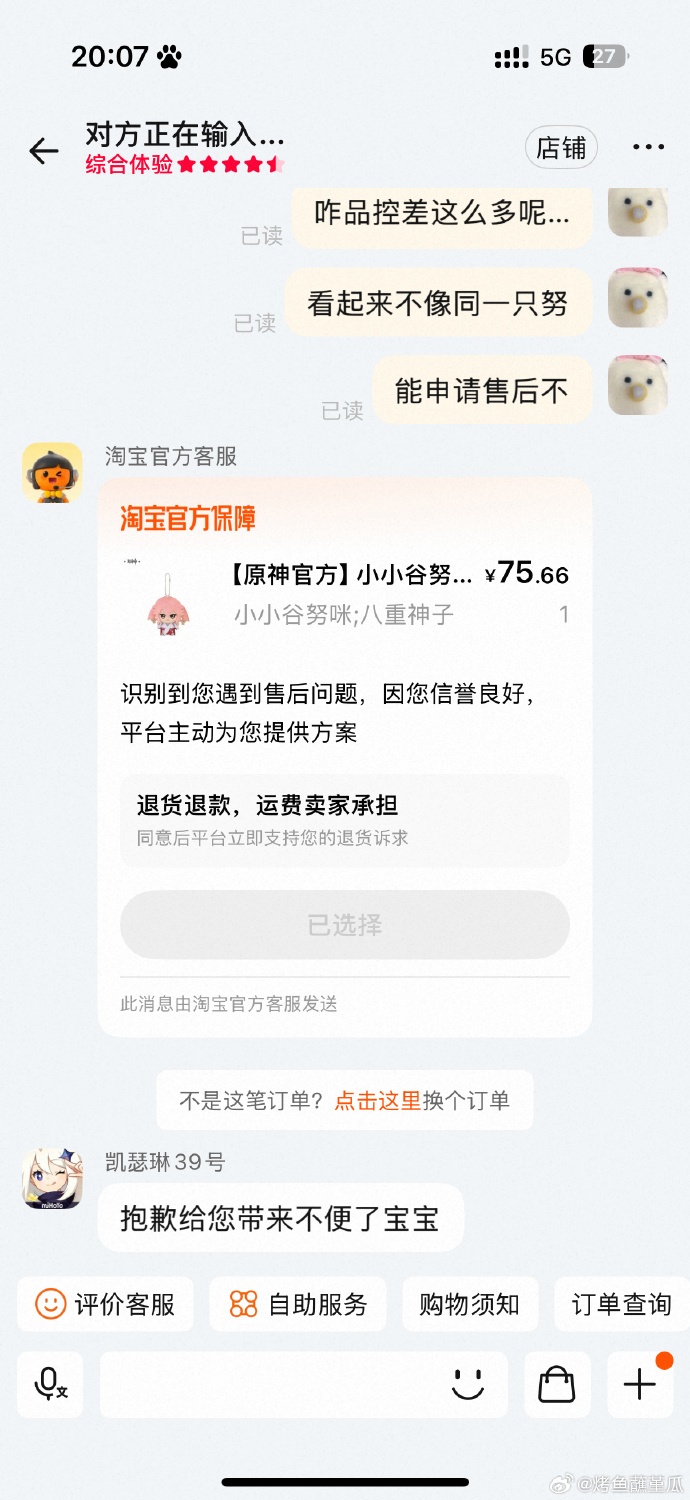 20:07
5G
27
对方正在输入...
综合体验
店铺
咋品控差这么多呢...
已读
看起来不像同一只努
已读
能申请售后不
已读
淘宝官方客服
淘宝官方保障
【原神官方】小小谷努... ¥75.66
小小谷努咪;八重神子 1
识别到您遇到售后问题，因您信誉良好，
平台主动为您提供方案
退货退款，运费卖家承担
同意后平台立即支持您的退货诉求
已选择
此消息由淘宝官方客服发送
不是这笔订单？点击这里换个订单
凯瑟琳39号
miHoYo
抱歉给您带来不便了宝宝
评价客服
自助服务
购物须知
订单查询
文
@烤鱼蘸堇瓜